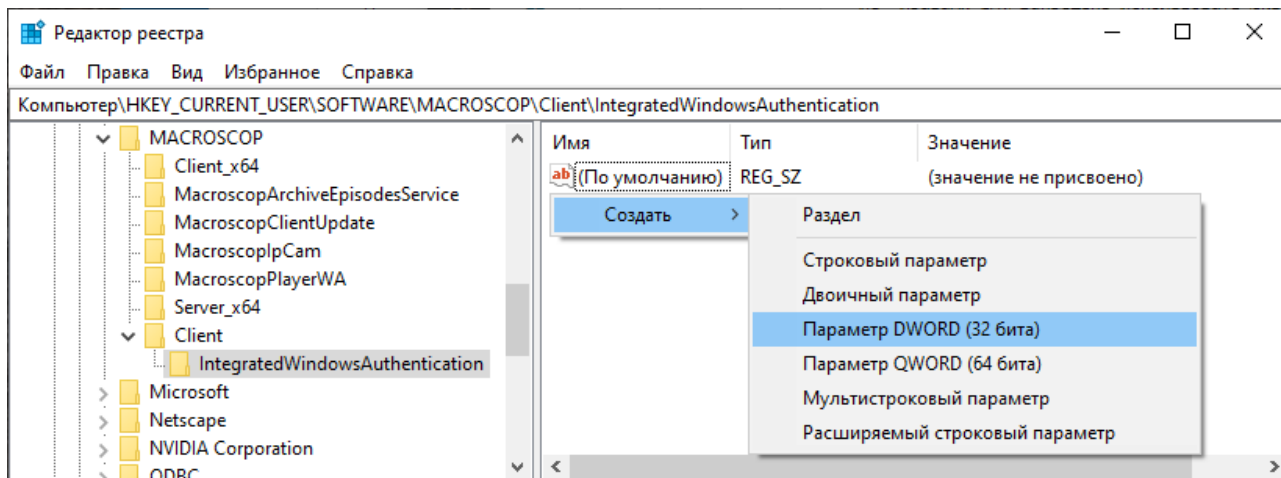 Редактор реестра
Файл Правка Вид Избранное Справка
Компьютер\HKEY_CURRENT_USER\SOFTWARE\MACROSCOP\Client\IntegratedWindowsAuthentication
MACROSCOP
Client_x64
MacroscopArchiveEpisodesService
MacroscopClientUpdate
MacroscopIpCam
MacroscopPlayerWA
Server_x64
Client
IntegratedWindowsAuthentication
Microsoft
Netscape
NVIDIA Corporation
ODBC
Имя Тип Значение
ab (По умолчанию) REG_SZ (значение не присвоено)
Создать
Раздел
Строковый параметр
Двоичный параметр
Параметр DWORD (32 бита)
Параметр QWORD (64 бита)
Мультистроковый параметр
Расширяемый строковый параметр